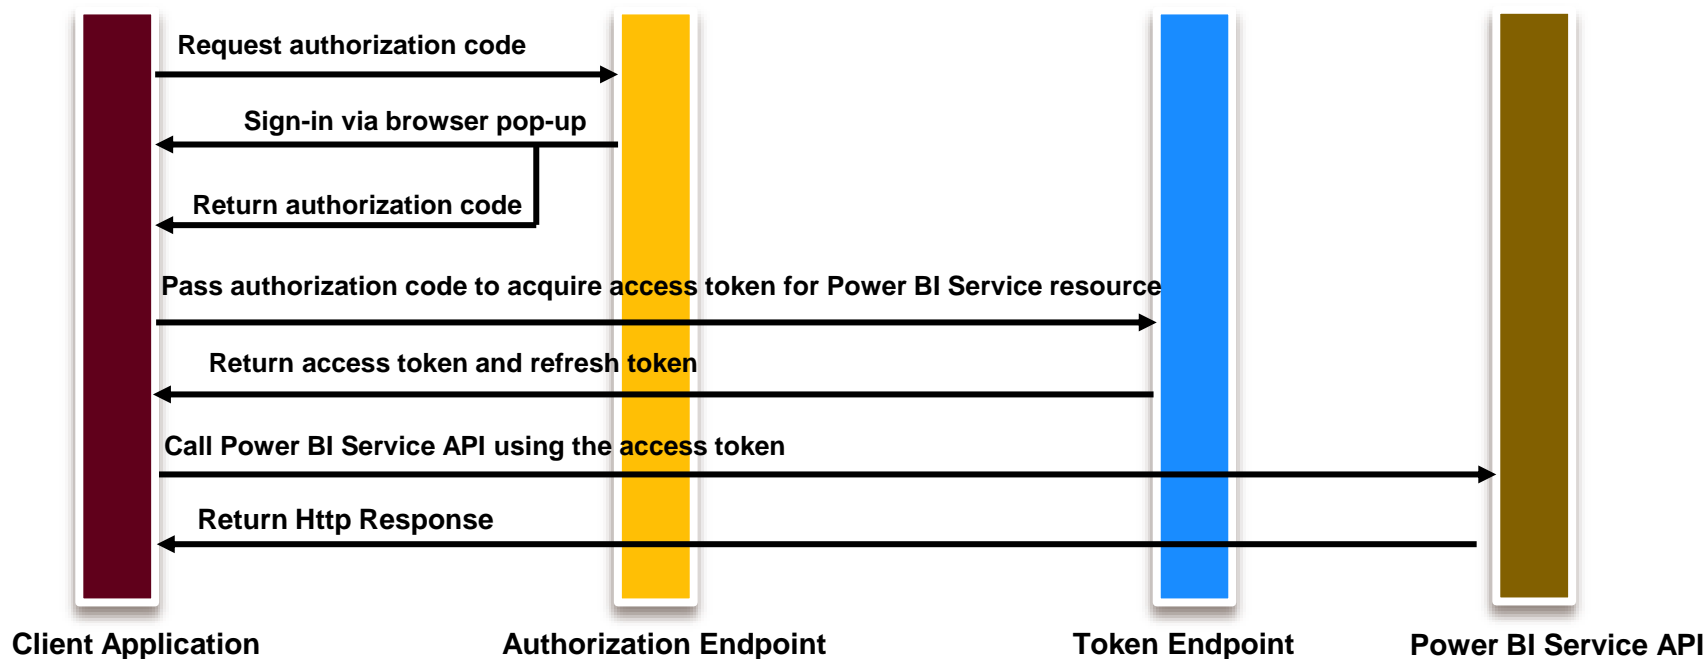 Request authorization code
Sign-in via browser pop-up
Return authorization code
Pass authorization code to acquire access token for Power BI Service resource
Return access token and refresh token
Call Power BI Service API using the access token
Return Http Response
Client Application
Authorization Endpoint
Token Endpoint
Power BI Service API